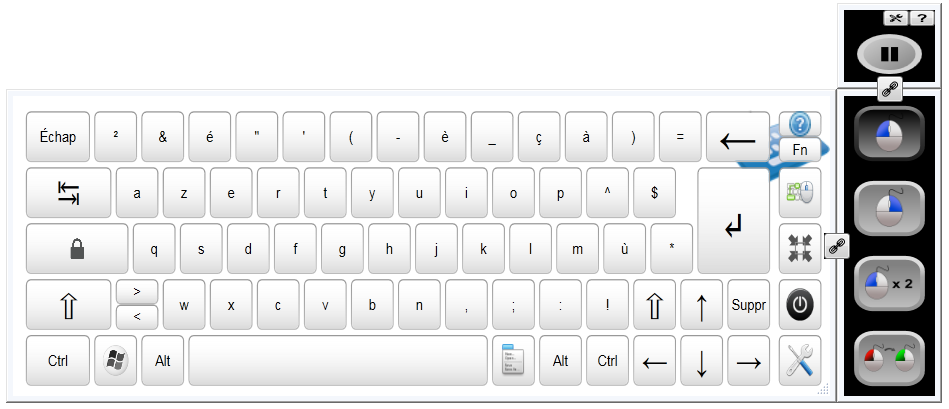 ?
Échap ² & é " ' ( - è _ ç à ) = ?
Fn
a z e r t y u i o p ^ $
q s d f g h j k l m ù *
>
< w x c v b n , ; : ! Suppr
x 2
Ctrl Alt Alt Ctrl